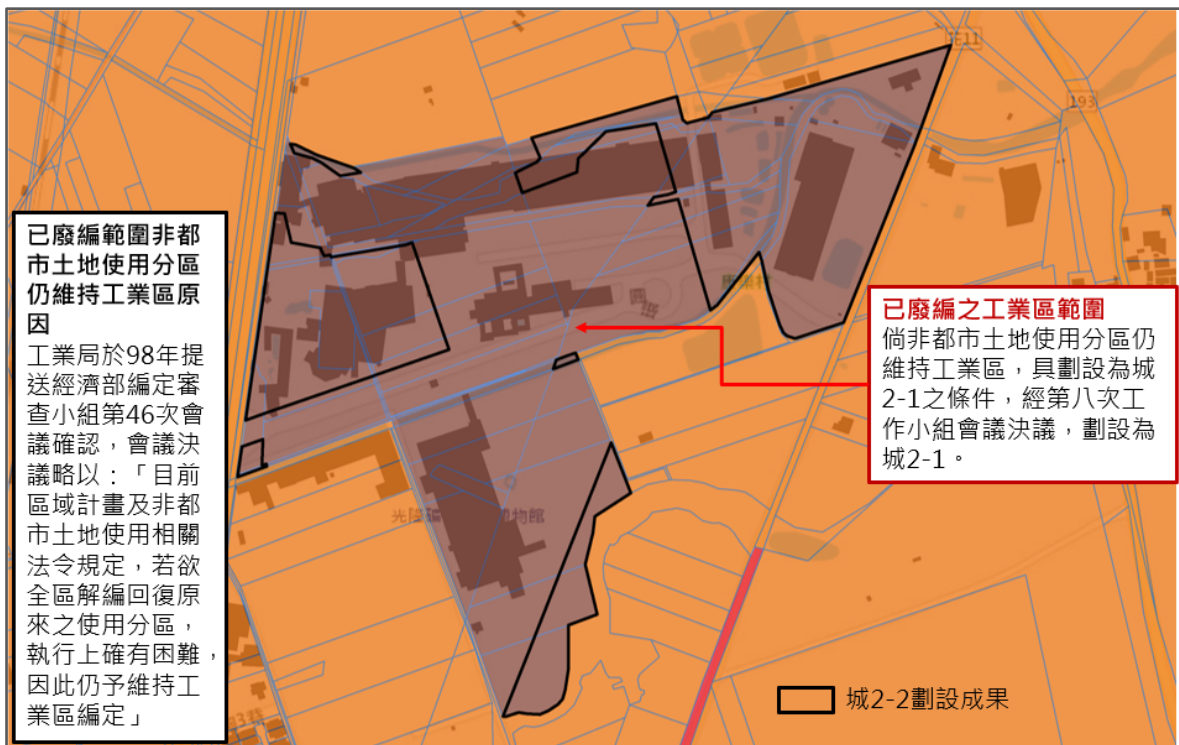 花11
193
已廢編範圍非都
市土地使用分區
仍維持工業區原
因
工業局於98年提
送經濟部編定審
查小組第46次會
議確認，會議決
議略以：「目前
區域計畫及非都
市土地使用相關
法令規定，若欲
全區解編回復原
來之使用分區，
執行上確有困難，
因此仍予維持工
業區編定」
已廢編之工業區範圍
倘非都市土地使用分區仍
維持工業區，具劃設為城
2-1之條件，經第八次工
作小組會議決議，劃設為
城2-1。
光隆
博物館
城2-2劃設成果